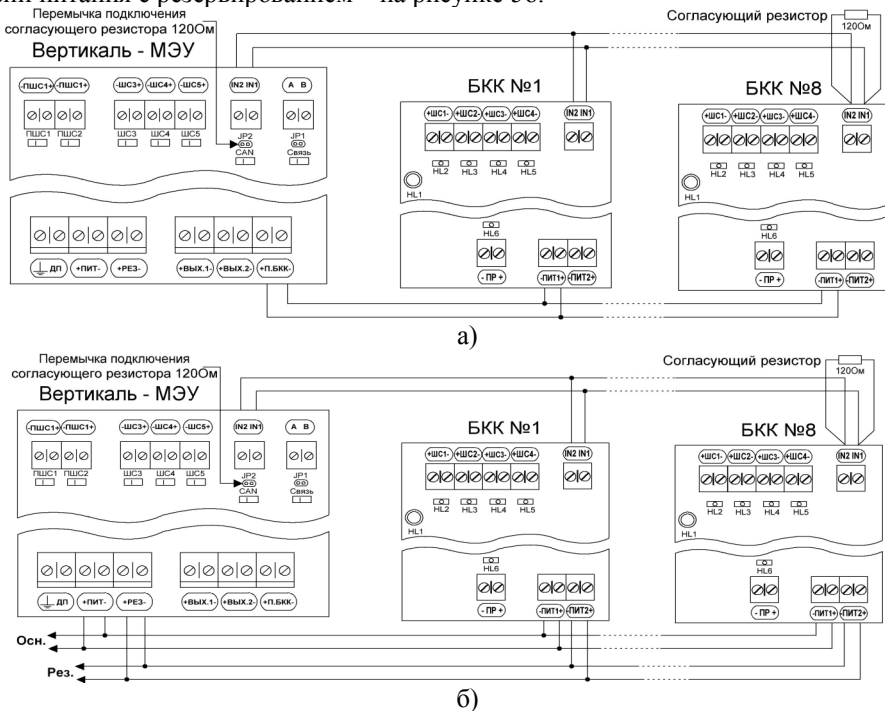 питания с резервированием – на рисунке 5б.
Перемычка подключения
согласующего резистора 120Ом
Вертикаль - МЭУ
Согласующий резистор
120Ом
БКК №1
БКК №8
-ПШС1+ -ПШС1+ -ШС3+ -ШС4+ -ШС5+ IN2 IN1 A B
ПШС1 ПШС2 ШС3 ШС4 ШС5
JP2 JP1
CAN Связь
+ШС1- +ШС2- +ШС3- +ШС4- IN2 IN1
HL2 HL3 HL4 HL5
HL1
+ШС1- +ШС2- +ШС3- +ШС4- IN2 IN1
HL2 HL3 HL4 HL5
HL1
ДП +ПИТ- +РЕЗ- +ВЫХ.1- +ВЫХ.2- +П.БКК-
HL6
- ПР + -ПИТ1+ -ПИТ2+
HL6
- ПР + -ПИТ1+ -ПИТ2+
а)
Перемычка подключения
согласующего резистора 120Ом
Вертикаль - МЭУ
Согласующий резистор
120Ом
БКК №1
БКК №8
-ПШС1+ -ПШС1+ -ШС3+ -ШС4+ -ШС5+ IN2 IN1 A B
ПШС1 ПШС2 ШС3 ШС4 ШС5
JP2 JP1
CAN Связь
+ШС1- +ШС2- +ШС3- +ШС4- IN2 IN1
HL2 HL3 HL4 HL5
HL1
+ШС1- +ШС2- +ШС3- +ШС4- IN2 IN1
HL2 HL3 HL4 HL5
HL1
ДП +ПИТ- +РЕЗ- +ВЫХ.1- +ВЫХ.2- +П.БКК-
HL6
- ПР + -ПИТ1+ -ПИТ2+
HL6
- ПР + -ПИТ1+ -ПИТ2+
Осн.
Рез.
б)